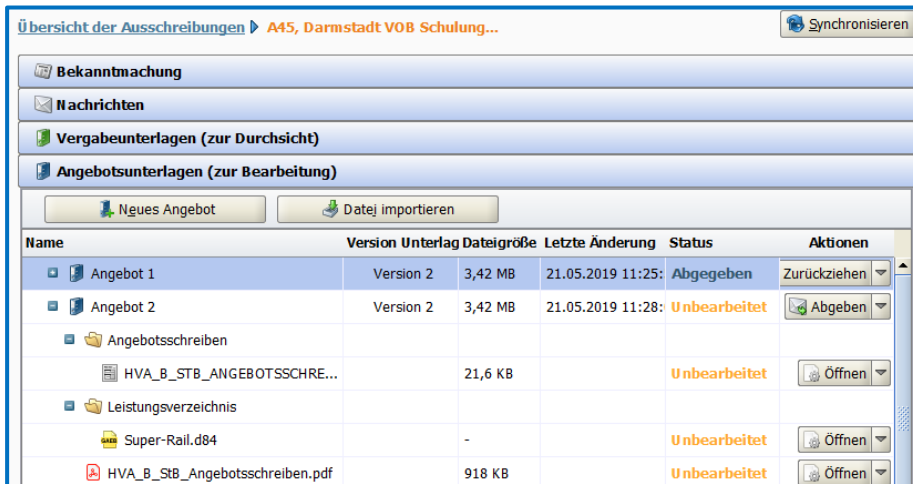 Übersicht der Ausschreibungen A45, Darmstadt VOB Schulung... Synchronisieren
Bekanntmachung
Nachrichten
Vergabeunterlagen (zur Durchsicht)
Angebotsunterlagen (zur Bearbeitung)
Neues Angebot Datei importieren
Name Version Unterlag Dateigröße Letzte Änderung Status Aktionen
Angebot 1 Version 2 3,42 MB 21.05.2019 11:25: Abgegeben Zurückziehen
Angebot 2 Version 2 3,42 MB 21.05.2019 11:28: Unbearbeitet Abgeben
Angebotsschreiben
HVA_B_STB_ANGEBOTSSCHRE... 21,6 KB Unbearbeitet Öffnen
Leistungsverzeichnis
GAEB Super-Rail.d84 - Unbearbeitet Öffnen
HVA_B_StB_Angebotsschreiben.pdf 918 KB Unbearbeitet Öffnen